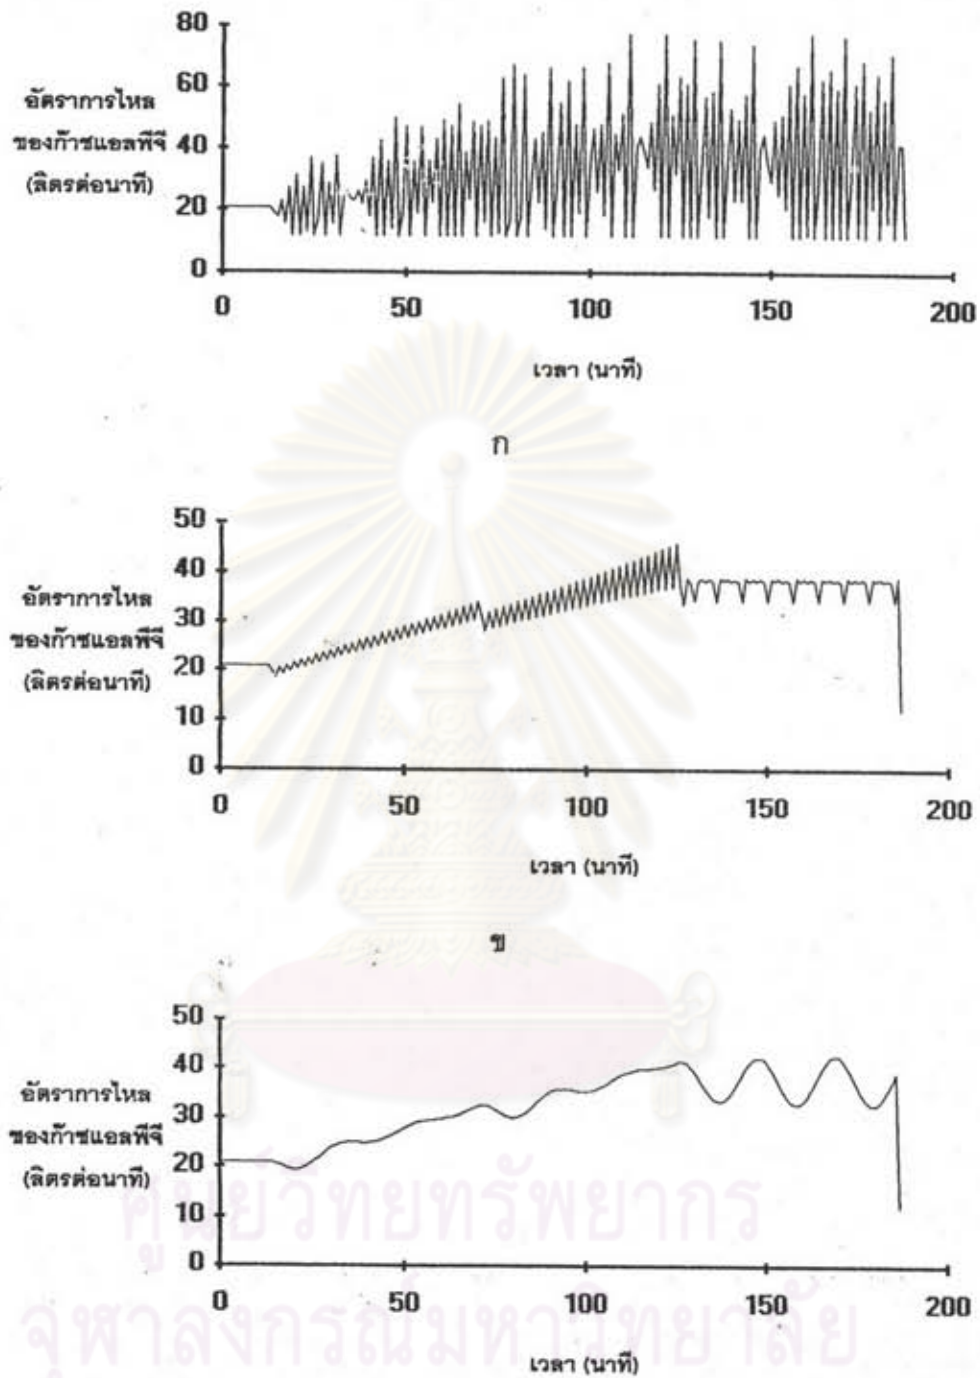 80
60
40
20
0
อัตราการไหล
ของก๊าซแอลพีจี
(ลิตรต่อนาที)
0 50 100 150 200
เวลา (นาที)
ก
50
40
30
20
10
0
อัตราการไหล
ของก๊าซแอลพีจี
(ลิตรต่อนาที)
0 50 100 150 200
เวลา (นาที)
ข
50
40
30
20
10
0
อัตราการไหล
ของก๊าซแอลพีจี
(ลิตรต่อนาที)
0 50 100 150 200
เวลา (นาที)
ศูนย์วิทยทรัพยากร
จุฬาลงกรณ์มหาวิทยาลัย